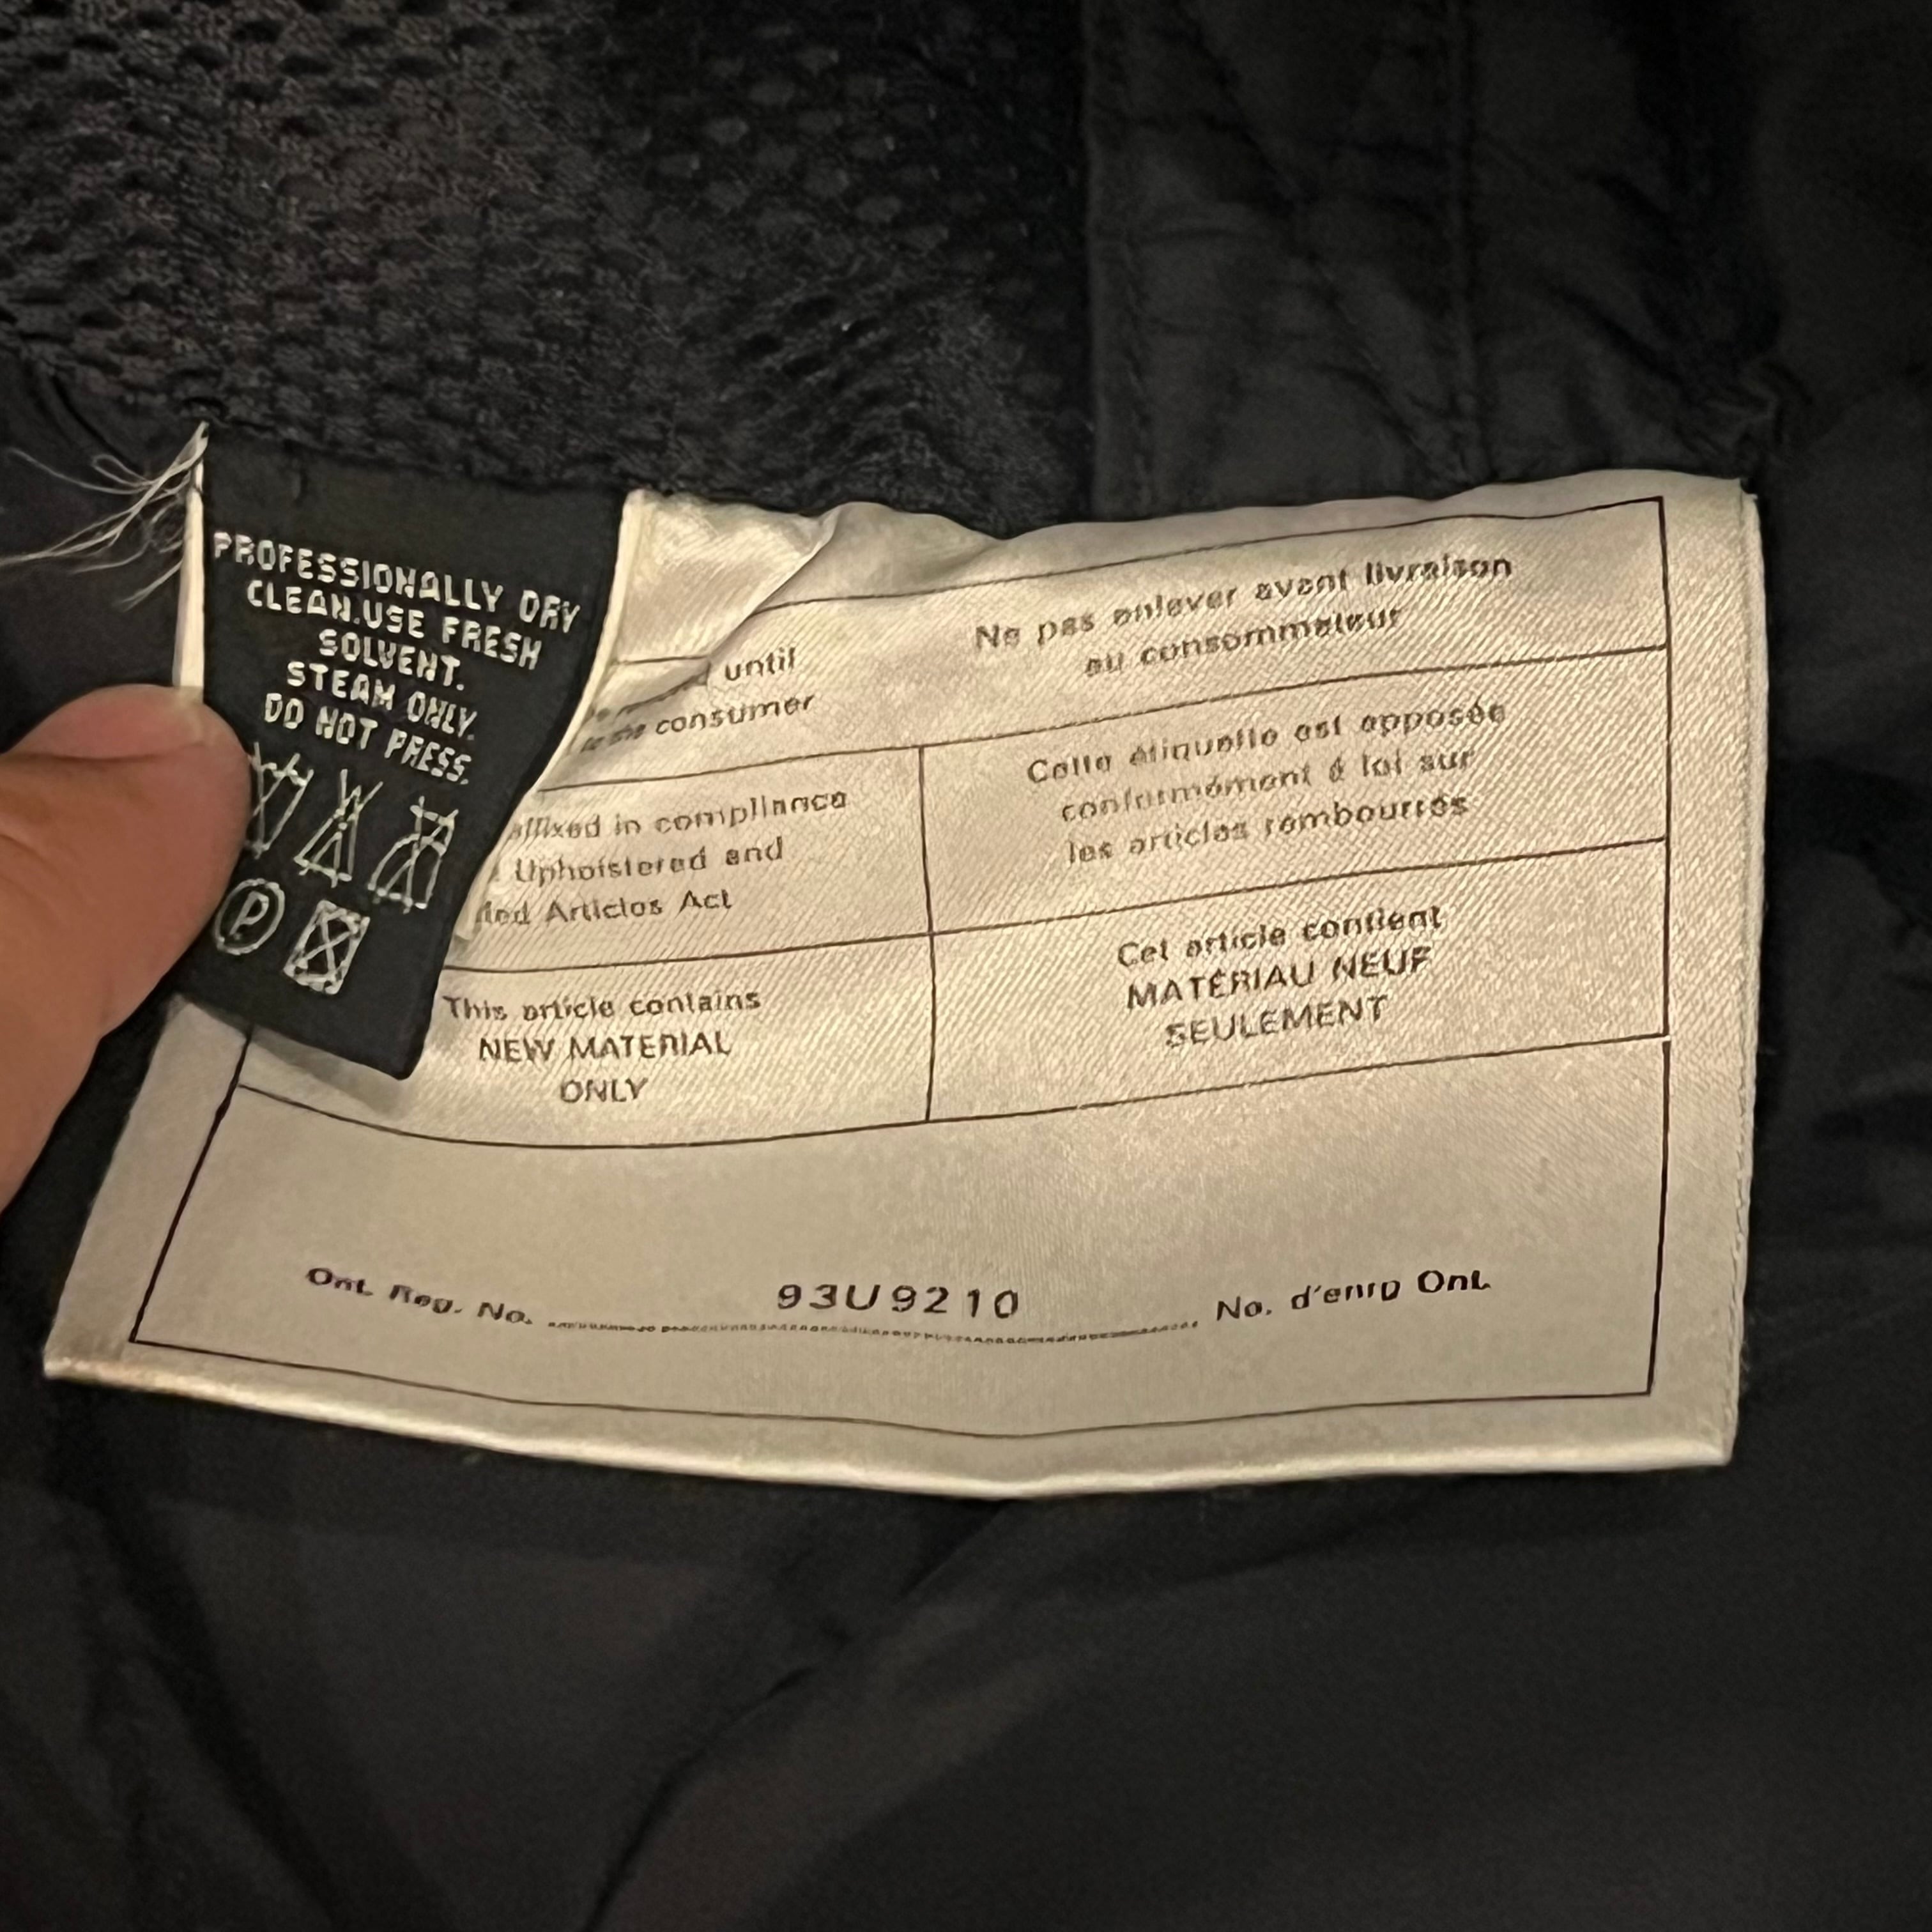 PROFESSIONALLY DRY
CLEAN.USE FRESH
SOLVENT.
STEAM ONLY.
DO NOT PRESS.
P
until
consumer
Ne pas enlever avant livraison
au consommateur
affixed in compliance
Upholstered and
Articles Act
Cette étiquette est apposée
conformément à loi sur
les articles rembourrés
This article contains
NEW MATERIAL
ONLY
Cet article contient
MATÉRIAU NEUF
SEULEMENT
Ont. Reg. No. 93U9210 No. d'enrg Ont.